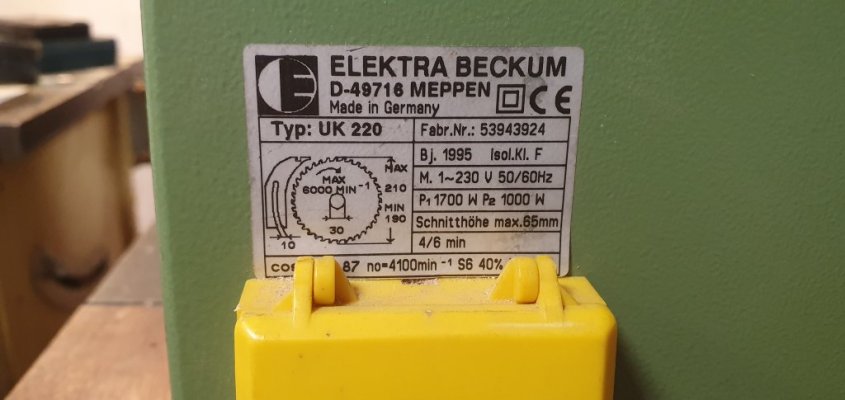 ELEKTRA BECKUM
D-49716 MEPPEN
Made in Germany
CE
Typ: UK 220
Fabr.Nr.: 53943924
Bj. 1995 Isol.Kl. F
M. 1~230 V 50/60Hz
P₁ 1700 W P₂ 1000 W
Schnitthöhe max.65mm
4/6 min
MAX
6000 MIN⁻¹
30
10
MAX
210
MIN
190
cos 87 no=4100min⁻¹ S6 40%